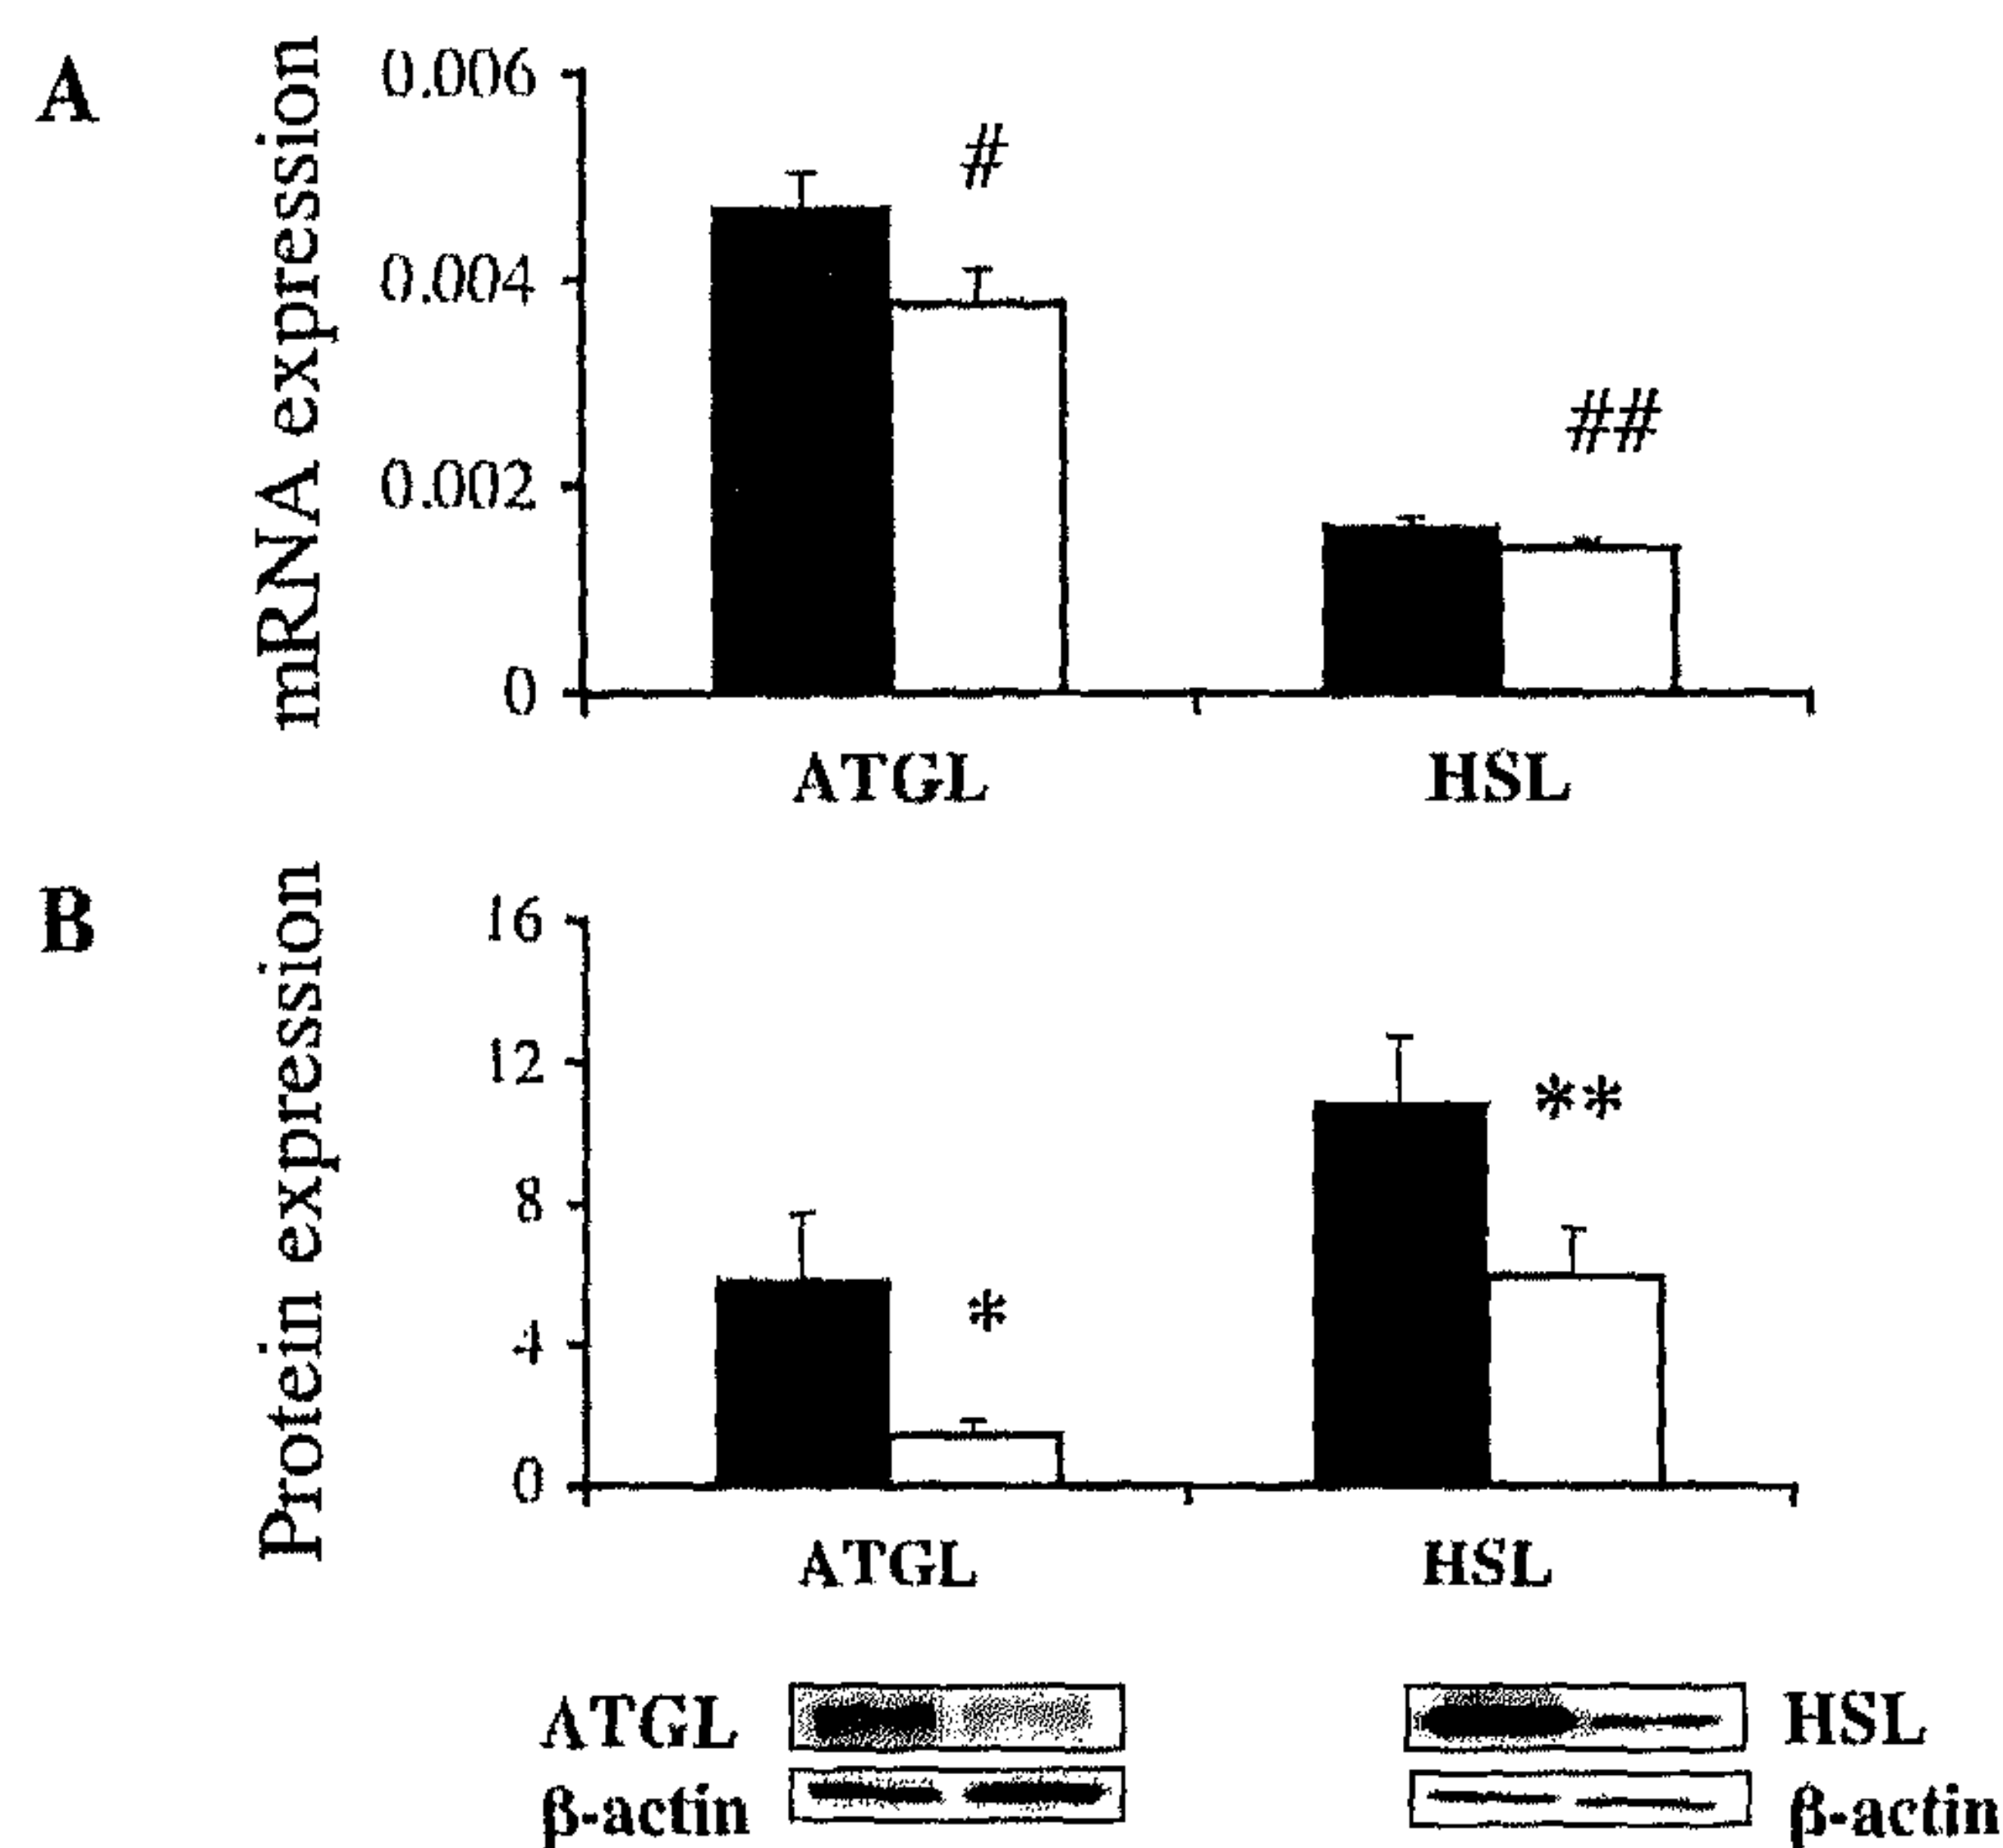 A
mRNA expression
0.006
0.004
0.002
0
#
##
ATGL HSL
B
Protein expression
16
12
8
4
0
*
**
ATGL HSL
ATGL HSL
β-actin β-actin